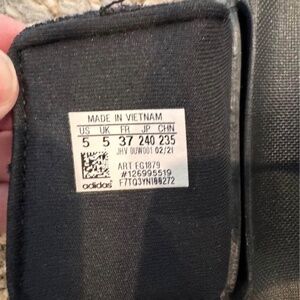 MADE IN VIETNAM
US UK FR JP CHN
5 5 37 240 235
JHV 0UW001 02/21
ART EG1879
#126995519
adidas F7TQ3YN188272